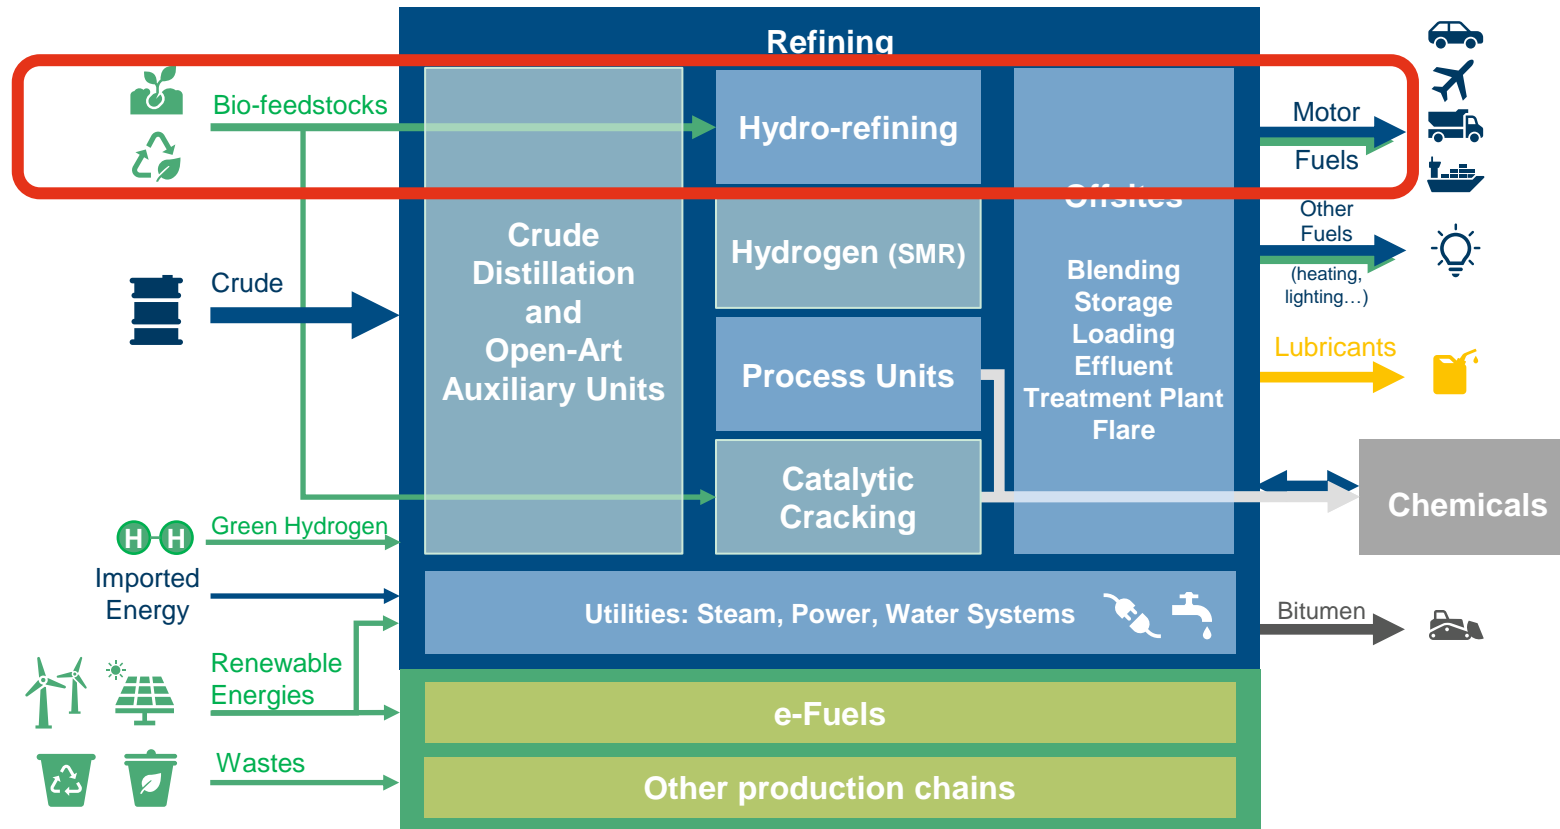 Refining
Bio-feedstocks
Hydro-refining
Motor
Fuels
Offsites
Crude
Distillation
and
Open-Art
Auxiliary Units
Hydrogen (SMR)
Other
Fuels
(heating,
lighting…)
Crude
Blending
Storage
Loading
Effluent
Treatment Plant
Flare
Process Units
Lubricants
Catalytic
Cracking
Chemicals
Green Hydrogen
H-H
Imported
Energy
Utilities: Steam, Power, Water Systems
Bitumen
Renewable
Energies
e-Fuels
Wastes
Other production chains